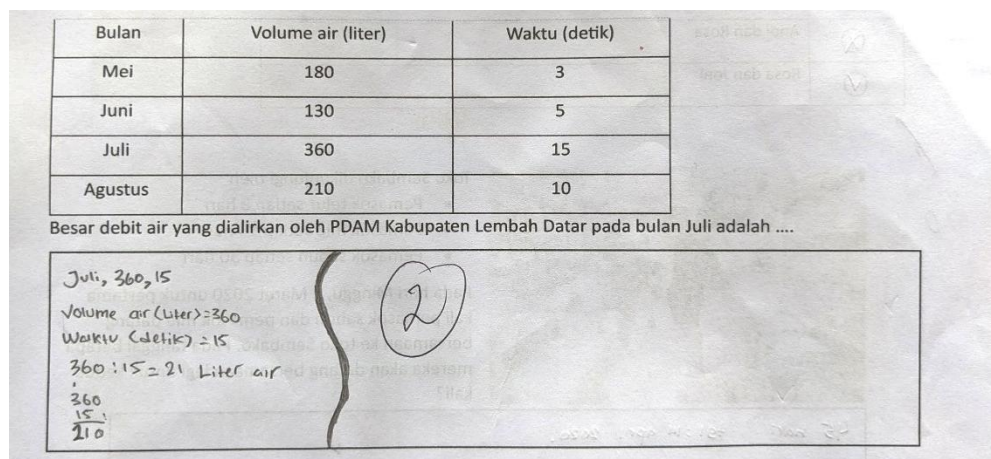 Bulan Volume air (liter) Waktu (detik)
Mei 180 3
Juni 130 5
Juli 360 15
Agustus 210 10
Besar debit air yang dialirkan oleh PDAM Kabupaten Lembah Datar pada bulan Juli adalah ....
Juli, 360, 15
Volume air (Liter)=360
Waktu (detik) = 15
360 : 15 = 21 Liter air
360
15 :
210
2